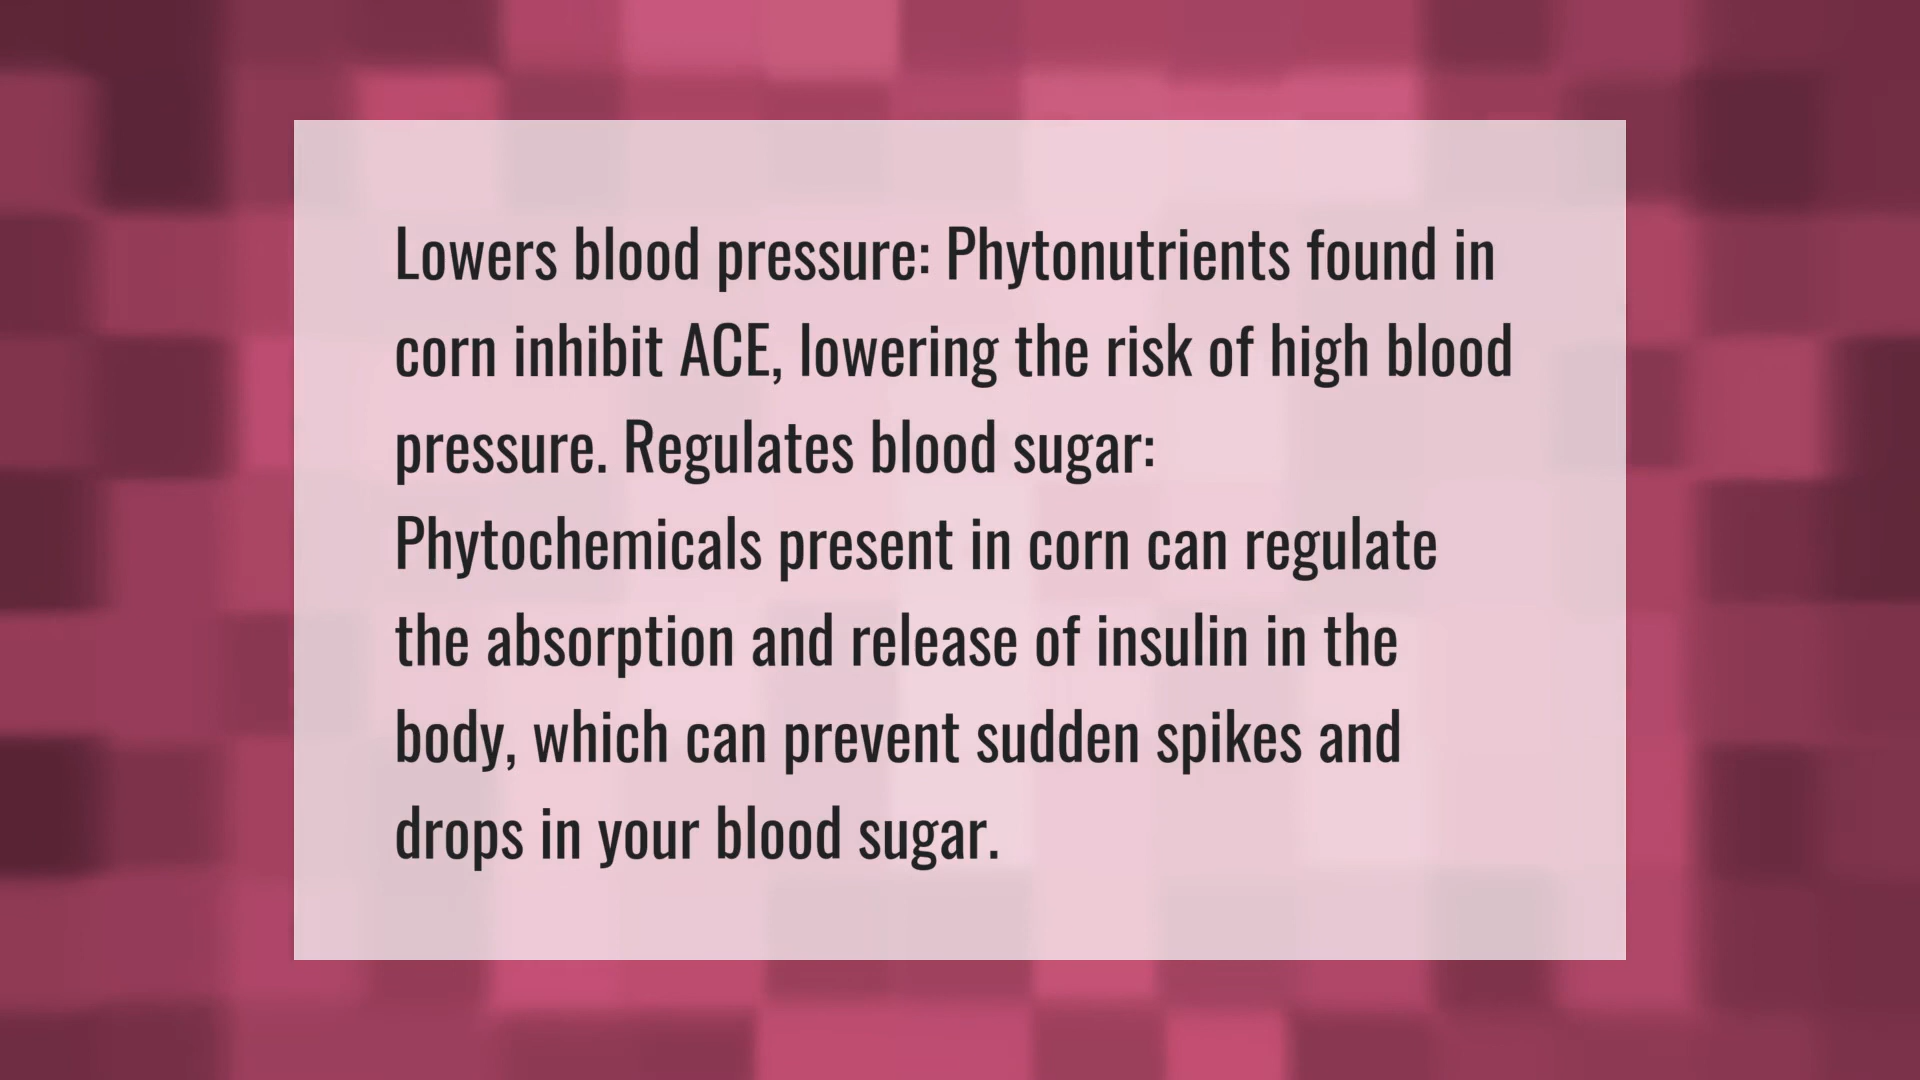 Lowers blood pressure: Phytonutrients found in
corn inhibit ACE, lowering the risk of high blood
pressure. Regulates blood sugar:
Phytochemicals present in corn can regulate
the absorption and release of insulin in the
body, which can prevent sudden spikes and
drops in your blood sugar.